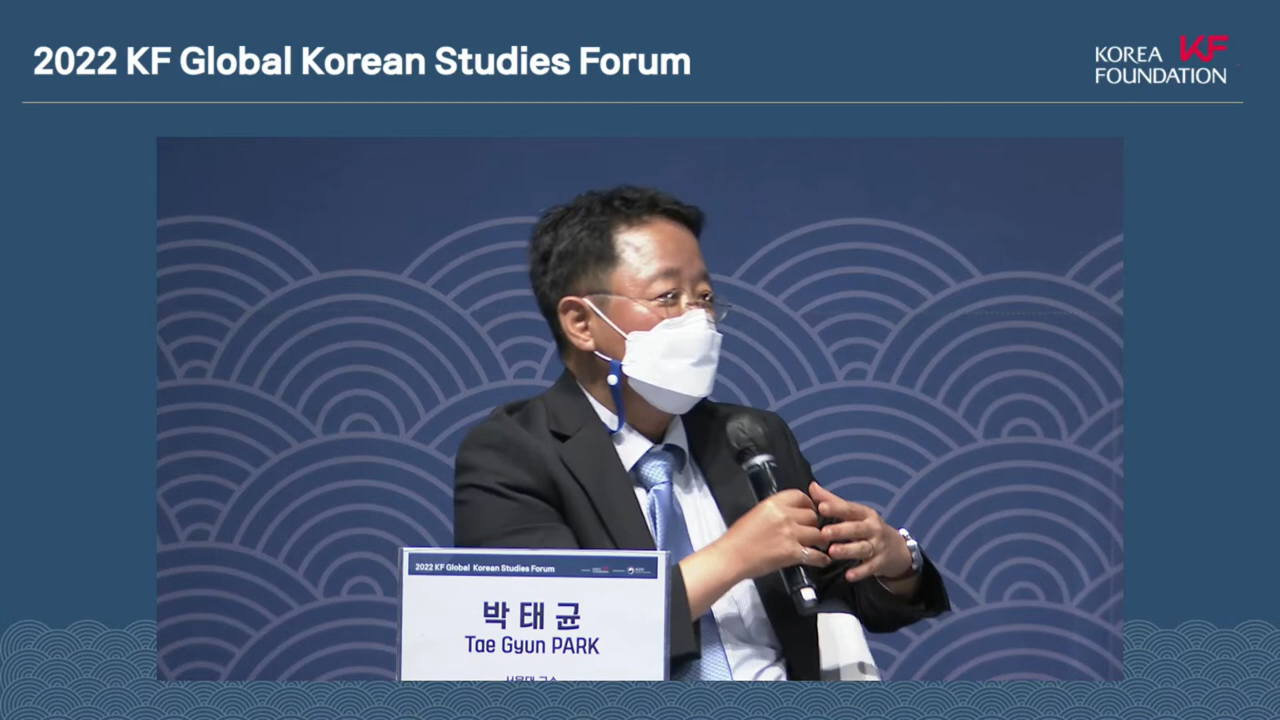 2022 KF Global Korean Studies Forum
KOREA KF
FOUNDATION
2022 KF Global Korean Studies Forum
박태균
Tae Gyun PARK